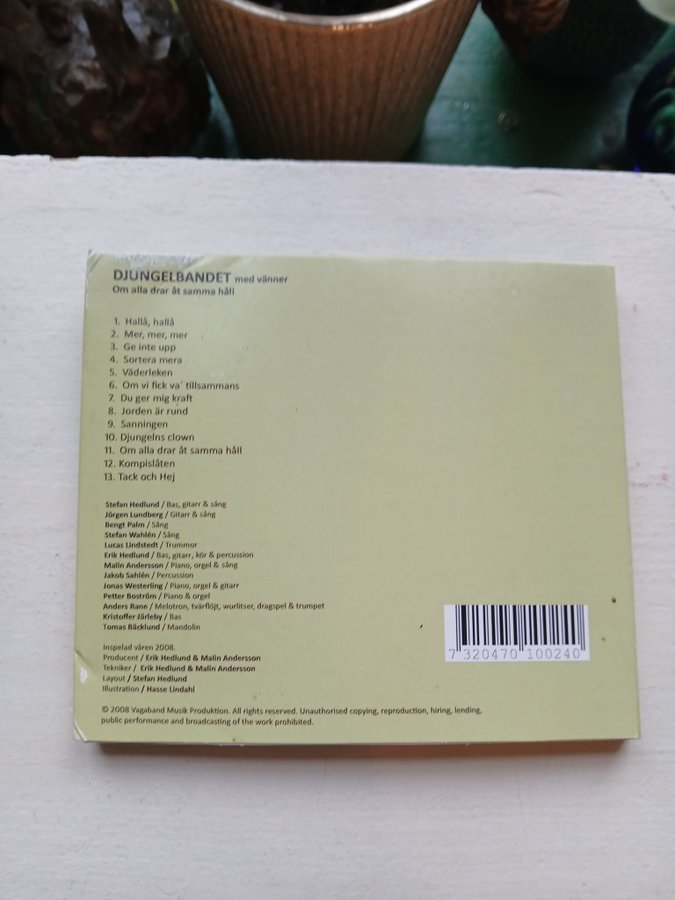 DJUNGELBANDET med vänner
Om alla drar åt samma håll
1. Hallå, hallå
2. Mer, mer, mer
3. Ge inte upp
4. Sortera mera
5. Väderleken
6. Om vi fick va´ tillsammans
7. Du ger mig kraft
8. Jorden är rund
9. Sanningen
10. Djungelns clown
11. Om alla drar åt samma håll
12. Kompislåten
13. Tack och Hej
Stefan Hedlund / Bas, gitarr & sång
Jörgen Lundberg / Gitarr & sång
Bengt Palm / Sång
Stefan Wahlén / Sång
Lucas Lindstedt / Trummor
Erik Hedlund / Bas, gitarr, kör & percussion
Malin Andersson / Piano, orgel & sång
Jakob Sahlén / Percussion
Jonas Westerling / Piano, orgel & gitarr
Petter Boström / Piano & orgel
Anders Rane / Melotron, tvärflöjt, wurlitser, dragspel & trumpet
Kristoffer Järleby / Bas
Tomas Bäcklund / Mandolin
Inspelad våren 2008.
Producent / Erik Hedlund & Malin Andersson
Tekniker / Erik Hedlund & Malin Andersson
Layout / Stefan Hedlund
Illustration / Hasse Lindahl
© 2008 Vagaband Musik Produktion. All rights reserved. Unauthorised copying, reproduction, hiring, lending,
public performance and broadcasting of the work prohibited.
7 320470 100240